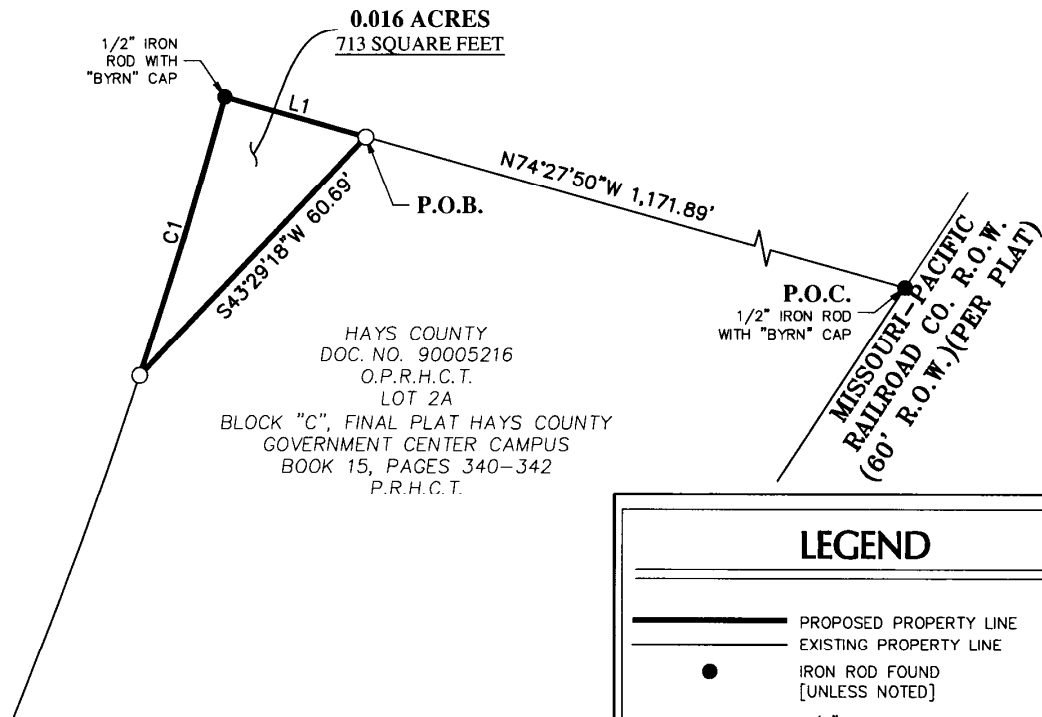 0.016 ACRES
713 SQUARE FEET
1/2" IRON
ROD WITH
"BYRN" CAP
L1
N74°27'50"W 1,171.89'
P.O.B.
C1
S43°29'18"W 60.69'
P.O.C.
1/2" IRON ROD
WITH "BYRN" CAP
MISSOURI-PACIFIC
RAILROAD CO. R.O.W.
(60' R.O.W.)(PER PLAT)
HAYS COUNTY
DOC. NO. 90005216
O.P.R.H.C.T.
LOT 2A
BLOCK "C", FINAL PLAT HAYS COUNTY
GOVERNMENT CENTER CAMPUS
BOOK 15, PAGES 340-342
P.R.H.C.T.
LEGEND
PROPOSED PROPERTY LINE
EXISTING PROPERTY LINE
IRON ROD FOUND
[UNLESS NOTED]